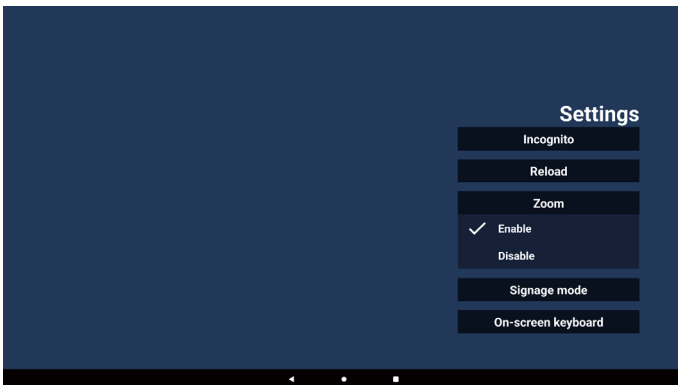 Settings
Incognito
Reload
Zoom
Enable
Disable
Signage mode
On-screen keyboard